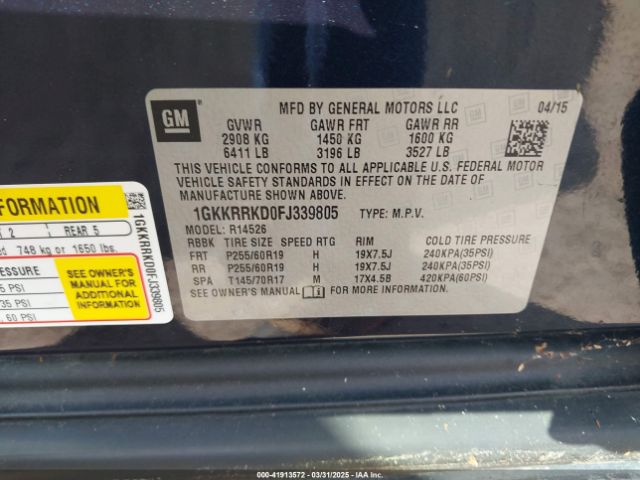 GM
MFD BY GENERAL MOTORS LLC 04/15
GVWR GAWR FRT GAWR RR
2908 KG 1450 KG 1600 KG
6411 LB 3196 LB 3527 LB
THIS VEHICLE CONFORMS TO ALL APPLICABLE U.S. FEDERAL MOTOR
VEHICLE SAFETY STANDARDS IN EFFECT ON THE DATE OF
MANUFACTURE SHOWN ABOVE.
1GKKRRKD0FJ339805 TYPE: M.P.V.
MODEL: R14526
RBBK TIRE SIZE SPEED RTG RIM COLD TIRE PRESSURE
FRT P255/60R19 H 19X7.5J 240KPA(35PSI)
RR P255/60R19 H 19X7.5J 240KPA(35PSI)
SPA T145/70R17 M 17X4.5B 420KPA(60PSI)
SEE OWNER'S MANUAL FOR MORE INFORMATION.
FORMATION
2 REAR 5
748 kg or 1650 lbs.
SEE OWNER'S
MANUAL FOR
ADDITIONAL
INFORMATION
ESSURE
5 PSI
35 PSI
60 PSI
1GKKRRKD0FJ339805
© 41913572 — 03/31/2025 — IAAI.COM